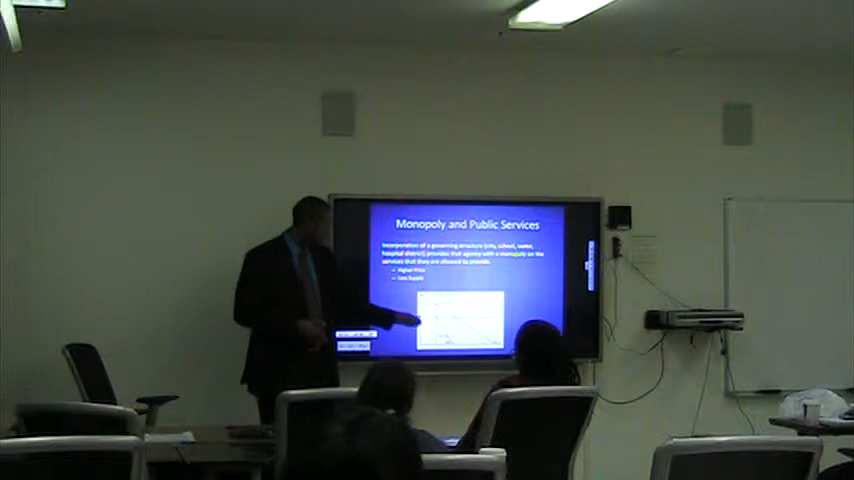 Monopoly and Public Services
Incorporation of a governing structure (city, school, water,
hospital district) provides that agency with a monopoly on the
services that they are allowed to provide.
– Higher Price
– Less Supply